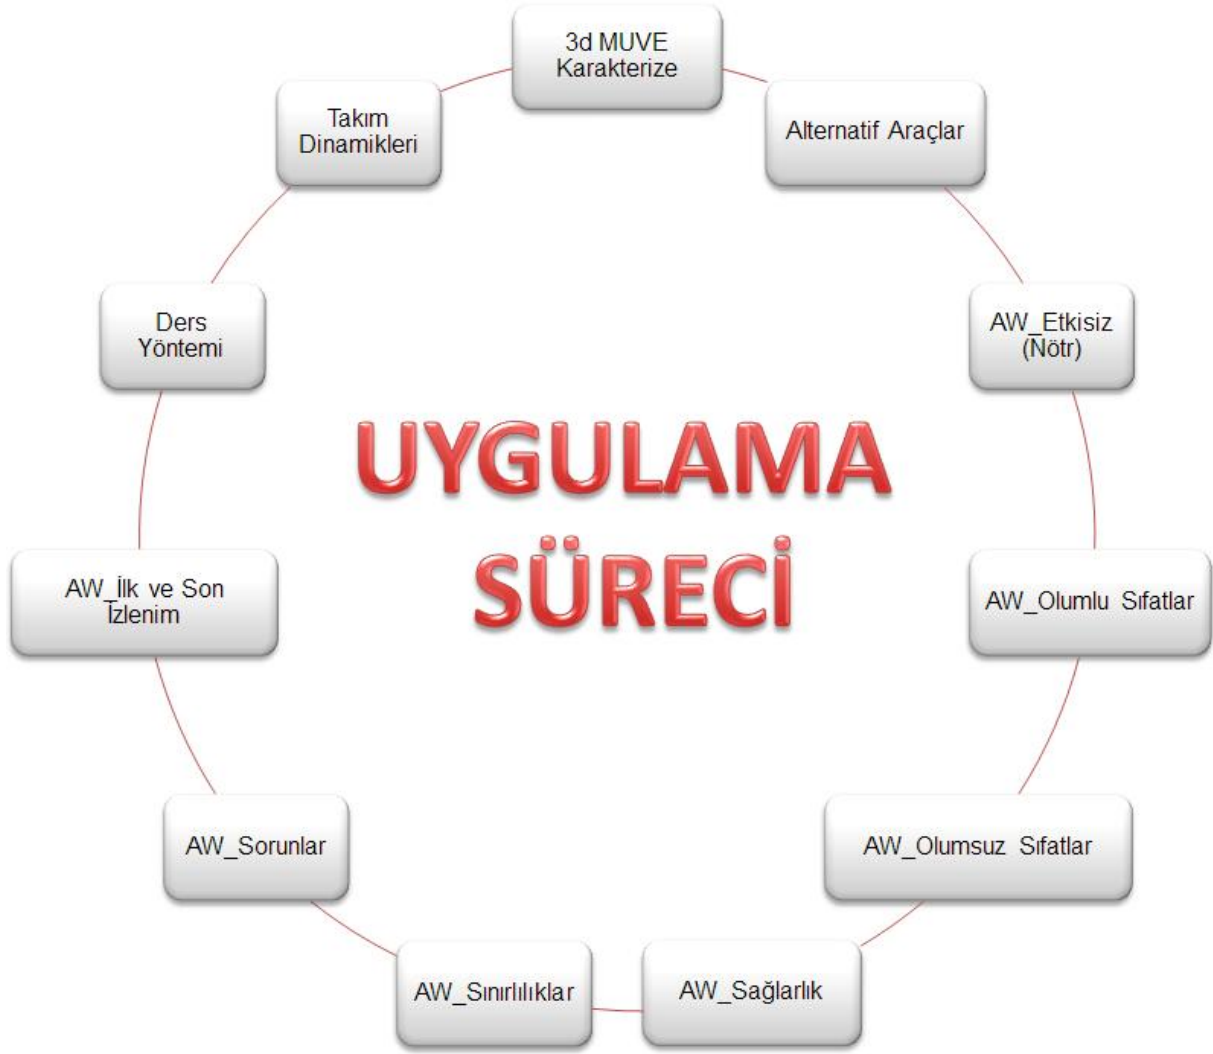 3d MUVE
Karakterize
Alternatif Araçlar
AW_Etkisiz
(Nötr)
AW_Olumlu Sıfatlar
AW_Olumsuz Sıfatlar
AW_Sağlarlık
AW_Sınırlılıklar
AW_Sorunlar
AW_İlk ve Son
İzlenim
Ders
Yöntemi
Takım
Dinamikleri
UYGULAMA
SÜRECİ